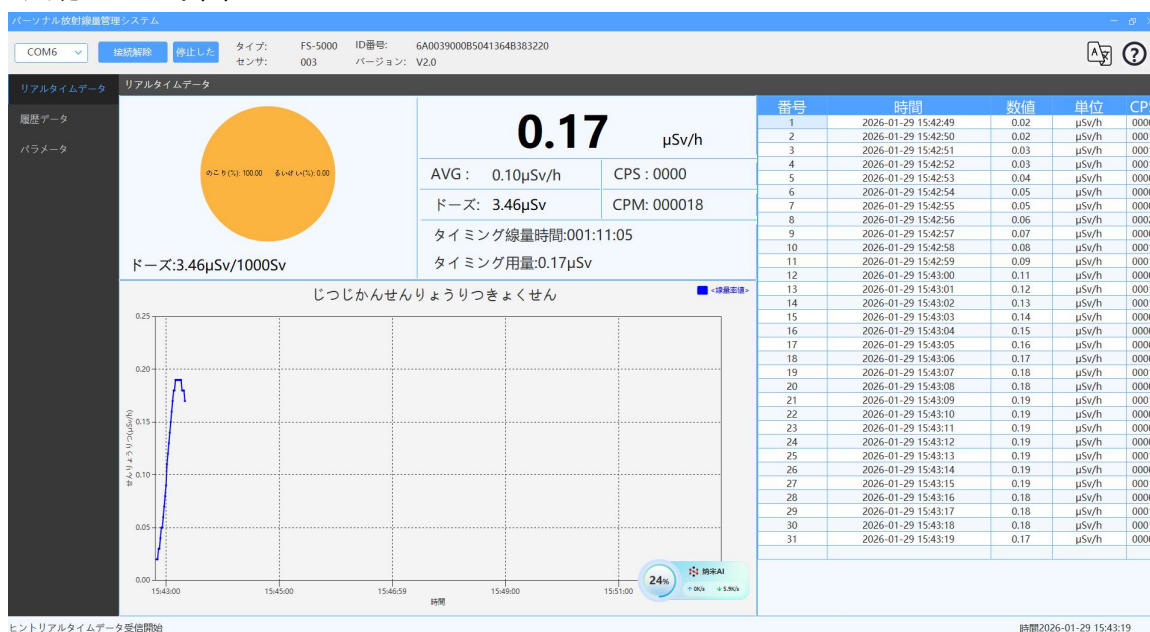 パーソナル放射線量管理システム
COM6 接続解除 停止した タイプ: FS-5000 ID番号: 6A0039000B5041364B383220
センサ: 003 バージョン: V2.0
リアルタイムデータ
履歴データ
パラメータ
リアルタイムデータ
のこり(%): 100.00 るいけい(%): 0.00
ドーズ:3.46μSv/1000Sv
0.17 μSv/h
AVG : 0.10μSv/h CPS : 0000
ドーズ: 3.46μSv CPM: 000018
タイミング線量時間:001:11:05
タイミング用量:0.17μSv
じつじかんせんりょうりつきょくせん
<線量率値>
せんりょうりつ(μSv/h)
0.25
0.20
0.15
0.10
0.05
0.00
15:43:00 15:45:00 15:46:59 15:49:00 15:51:00
時間
24% 纳米AI
↑ 0K/s ↓ 5.9K/s
番号 時間 数値 単位
1 2026-01-29 15:42:49 0.02 μSv/h
2 2026-01-29 15:42:50 0.02 μSv/h
3 2026-01-29 15:42:51 0.03 μSv/h
4 2026-01-29 15:42:52 0.03 μSv/h
5 2026-01-29 15:42:53 0.04 μSv/h
6 2026-01-29 15:42:54 0.05 μSv/h
7 2026-01-29 15:42:55 0.05 μSv/h
8 2026-01-29 15:42:56 0.06 μSv/h
9 2026-01-29 15:42:57 0.07 μSv/h
10 2026-01-29 15:42:58 0.08 μSv/h
11 2026-01-29 15:42:59 0.09 μSv/h
12 2026-01-29 15:43:00 0.11 μSv/h
13 2026-01-29 15:43:01 0.12 μSv/h
14 2026-01-29 15:43:02 0.13 μSv/h
15 2026-01-29 15:43:03 0.14 μSv/h
16 2026-01-29 15:43:04 0.15 μSv/h
17 2026-01-29 15:43:05 0.16 μSv/h
18 2026-01-29 15:43:06 0.17 μSv/h
19 2026-01-29 15:43:07 0.18 μSv/h
20 2026-01-29 15:43:08 0.18 μSv/h
21 2026-01-29 15:43:09 0.19 μSv/h
22 2026-01-29 15:43:10 0.19 μSv/h
23 2026-01-29 15:43:11 0.19 μSv/h
24 2026-01-29 15:43:12 0.19 μSv/h
25 2026-01-29 15:43:13 0.19 μSv/h
26 2026-01-29 15:43:14 0.19 μSv/h
27 2026-01-29 15:43:15 0.19 μSv/h
28 2026-01-29 15:43:16 0.18 μSv/h
29 2026-01-29 15:43:17 0.18 μSv/h
30 2026-01-29 15:43:18 0.18 μSv/h
31 2026-01-29 15:43:19 0.17 μSv/h
ヒントリアルタイムデータ受信開始 時間2026-01-29 15:43:19